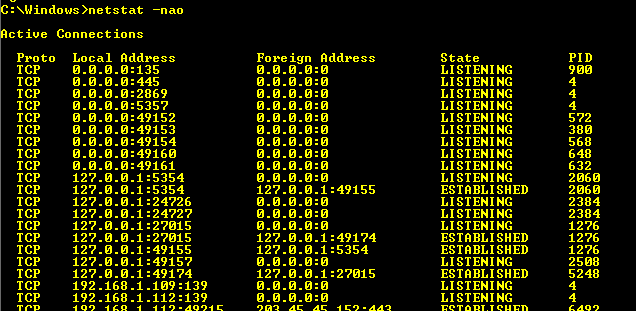 C:\Windows>netstat -nao
Active Connections
Proto Local Address Foreign Address State PID
TCP 0.0.0.0:135 0.0.0.0:0 LISTENING 900
TCP 0.0.0.0:445 0.0.0.0:0 LISTENING 4
TCP 0.0.0.0:2869 0.0.0.0:0 LISTENING 4
TCP 0.0.0.0:5357 0.0.0.0:0 LISTENING 4
TCP 0.0.0.0:49152 0.0.0.0:0 LISTENING 572
TCP 0.0.0.0:49153 0.0.0.0:0 LISTENING 380
TCP 0.0.0.0:49154 0.0.0.0:0 LISTENING 568
TCP 0.0.0.0:49160 0.0.0.0:0 LISTENING 648
TCP 0.0.0.0:49161 0.0.0.0:0 LISTENING 632
TCP 127.0.0.1:5354 0.0.0.0:0 LISTENING 2060
TCP 127.0.0.1:5354 127.0.0.1:49155 ESTABLISHED 2060
TCP 127.0.0.1:24726 0.0.0.0:0 LISTENING 2384
TCP 127.0.0.1:24727 0.0.0.0:0 LISTENING 2384
TCP 127.0.0.1:27015 0.0.0.0:0 LISTENING 1276
TCP 127.0.0.1:27015 127.0.0.1:49174 ESTABLISHED 1276
TCP 127.0.0.1:49155 127.0.0.1:5354 ESTABLISHED 1276
TCP 127.0.0.1:49157 0.0.0.0:0 LISTENING 2508
TCP 127.0.0.1:49174 127.0.0.1:27015 ESTABLISHED 5248
TCP 192.168.1.109:139 0.0.0.0:0 LISTENING 4
TCP 192.168.1.112:139 0.0.0.0:0 LISTENING 4
TCP 192.168.1.112:49215 203.45.45.152:443 ESTABLISHED 6492